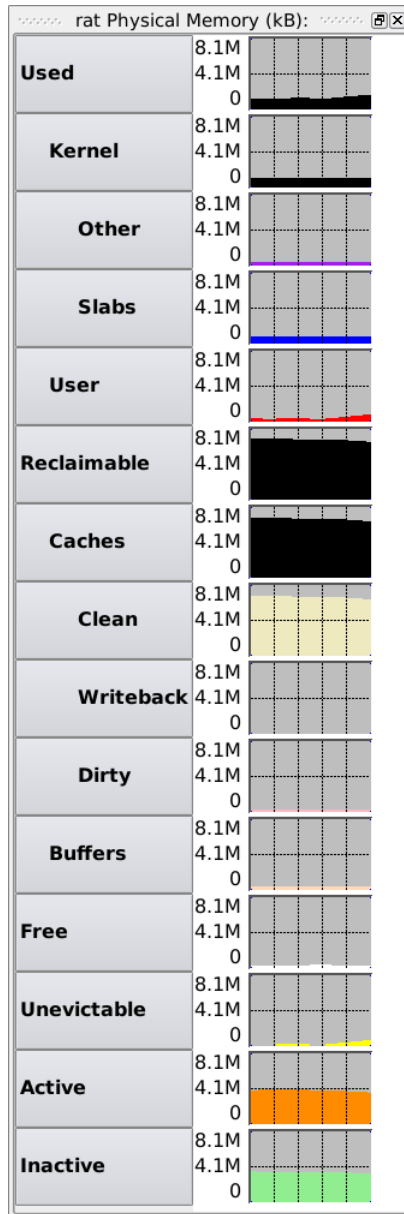 rat Physical Memory (kB):
8.1M
Used 4.1M
0
8.1M
Kernel 4.1M
0
8.1M
Other 4.1M
0
8.1M
Slabs 4.1M
0
8.1M
User 4.1M
0
8.1M
Reclaimable 4.1M
0
8.1M
Caches 4.1M
0
8.1M
Clean 4.1M
0
8.1M
Writeback 4.1M
0
8.1M
Dirty 4.1M
0
8.1M
Buffers 4.1M
0
8.1M
Free 4.1M
0
8.1M
Unevictable 4.1M
0
8.1M
Active 4.1M
0
8.1M
Inactive 4.1M
0